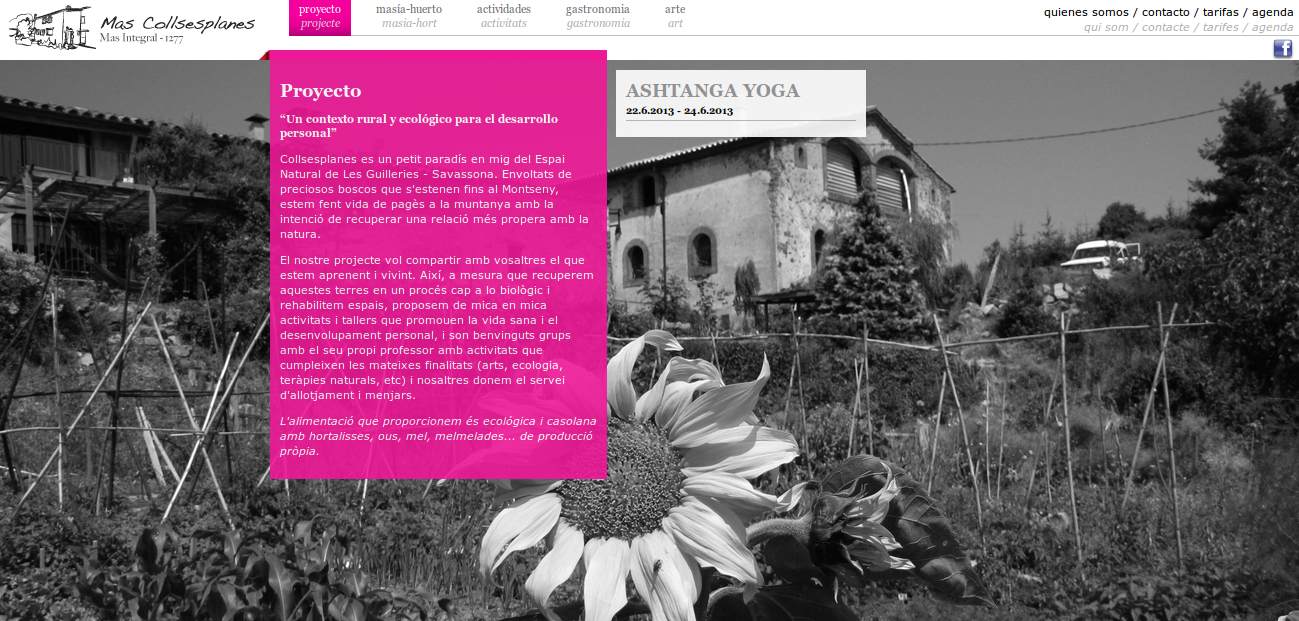 Mas Collsesplanes
Mas Integral - 1277
proyecto
projecte
masía-huerto
masia-hort
actividades
activitats
gastronomia
gastronomia
arte
art
quienes somos / contacto / tarifas / agenda
qui som / contacte / tarifes / agenda
f
Proyecto
“Un contexto rural y ecológico para el desarrollo
personal”
Collsesplanes es un petit paradís en mig del Espai
Natural de Les Guilleries - Savassona. Envoltats de
preciosos boscos que s'estenen fins al Montseny,
estem fent vida de pagès a la muntanya amb la
intenció de recuperar una relació més propera amb la
natura.
El nostre projecte vol compartir amb vosaltres el que
estem aprenent i vivint. Així, a mesura que recuperem
aquestes terres en un procés cap a lo biològic i
rehabilitem espais, proposem de mica en mica
activitats i tallers que promouen la vida sana i el
desenvolupament personal, i son benvinguts grups
amb el seu propi professor amb activitats que
cumpleixen les mateixes finalitats (arts, ecologia,
teràpies naturals, etc) i nosaltres donem el servei
d'allotjament i menjars.
L'alimentació que proporcionem és ecológica i casolana
amb hortalisses, ous, mel, melmelades... de producció
pròpia.
ASHTANGA YOGA
22.6.2013 - 24.6.2013